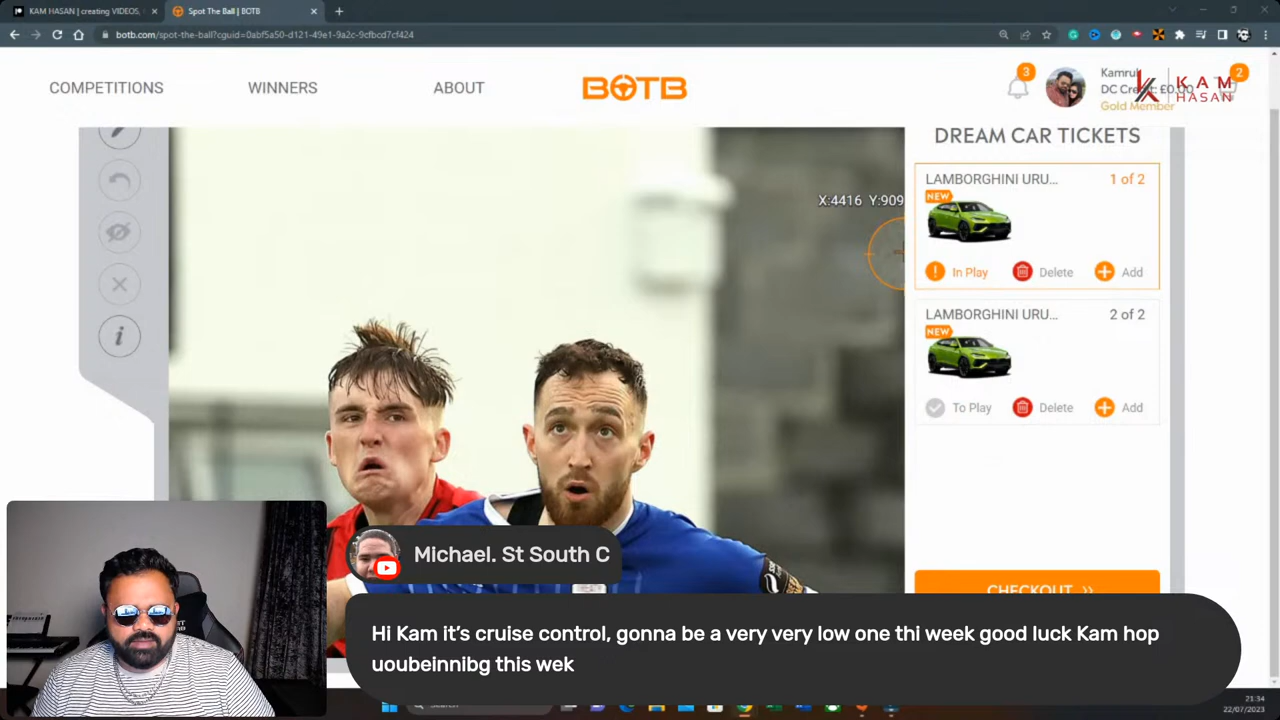 KAM HASAN | creating VIDEOS,
Spot The Ball | BOTB
botb.com/spot-the-ball?cguid=0abf5a50-d121-49e1-9a2c-9cfbcd7cf424
COMPETITIONS
WINNERS
ABOUT
BOTB
3
Kamrul
DC Credit: £0.00
Gold Member
2
KAM
HASAN
DREAM CAR TICKETS
X:4416 Y:909
LAMBORGHINI URU... 1 of 2
NEW
In Play
Delete
Add
LAMBORGHINI URU... 2 of 2
NEW
To Play
Delete
Add
CHECKOUT »
Michael. St South C
Hi Kam it's cruise control, gonna be a very very low one thi week good luck Kam hop
uoubeinnibg this wek
Search
21:34
22/07/2023